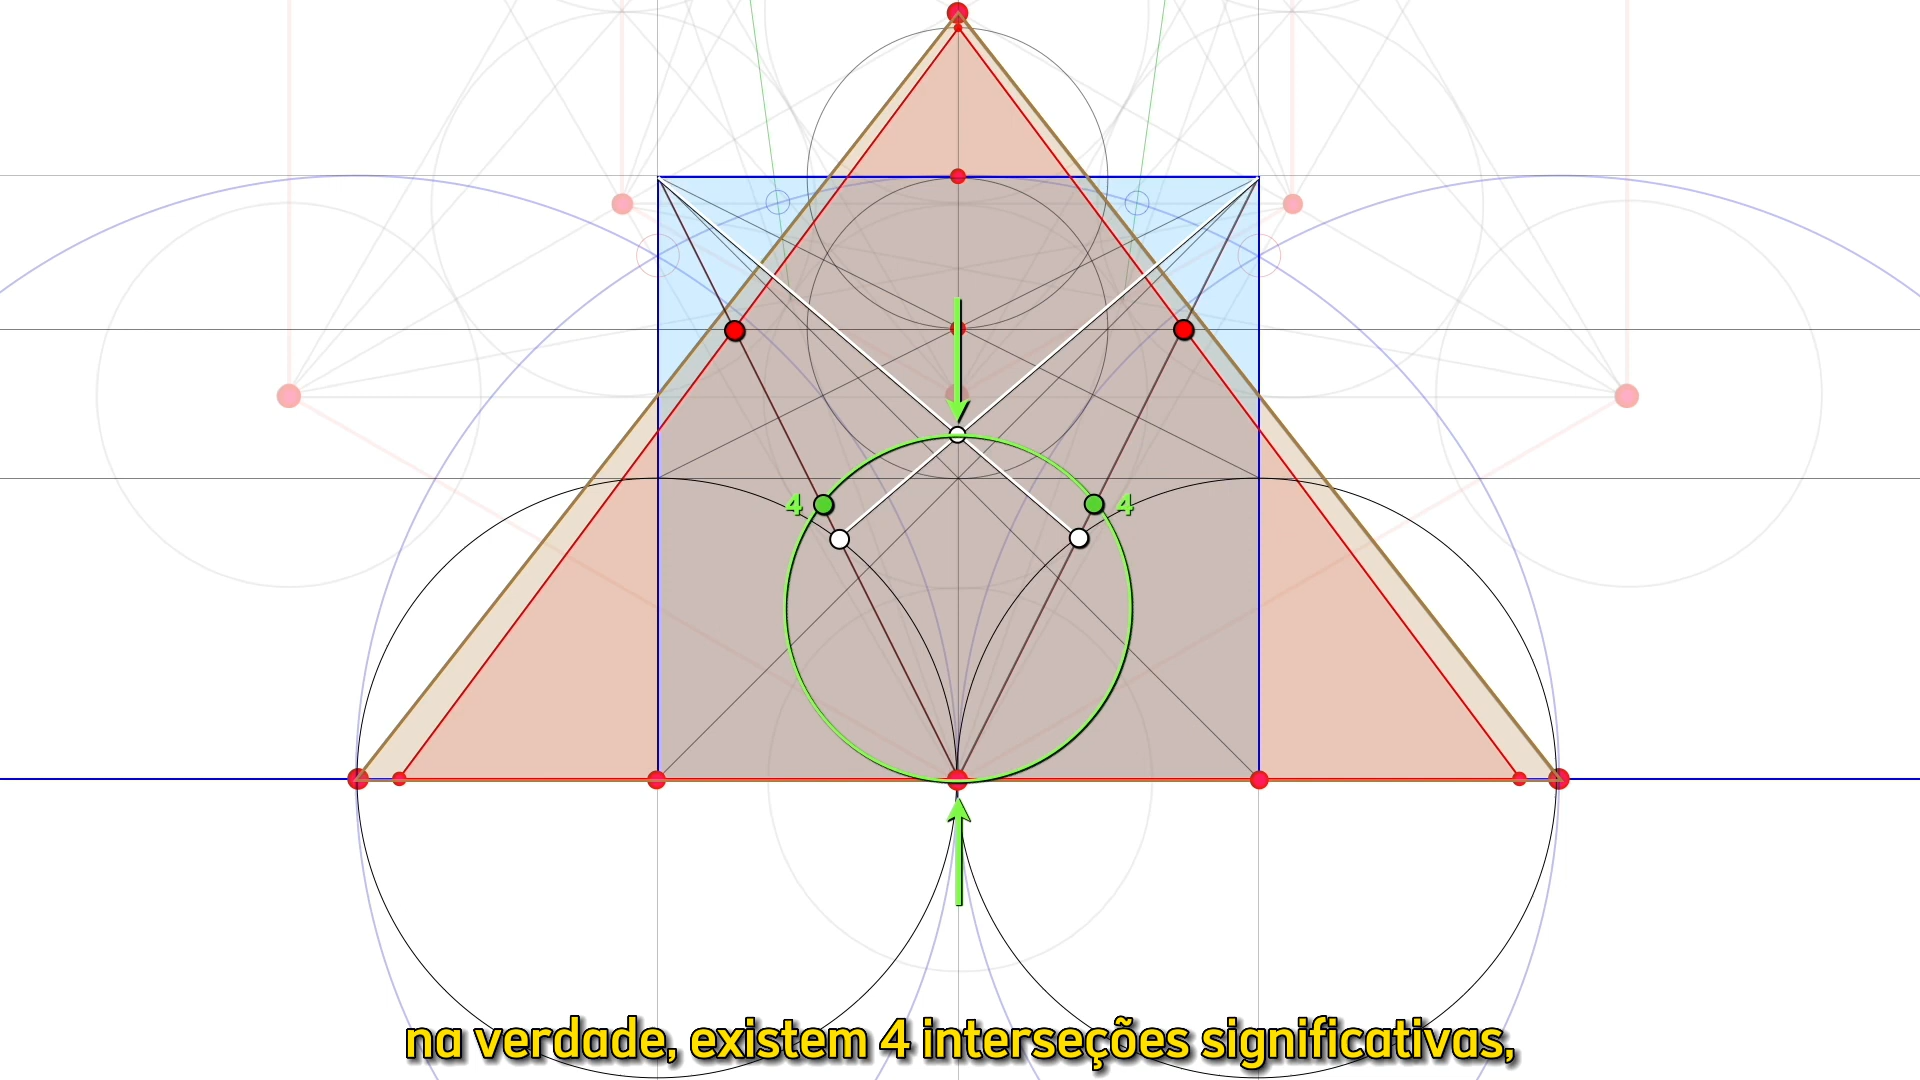 4 4
na verdade, existem 4 interseções significativas,